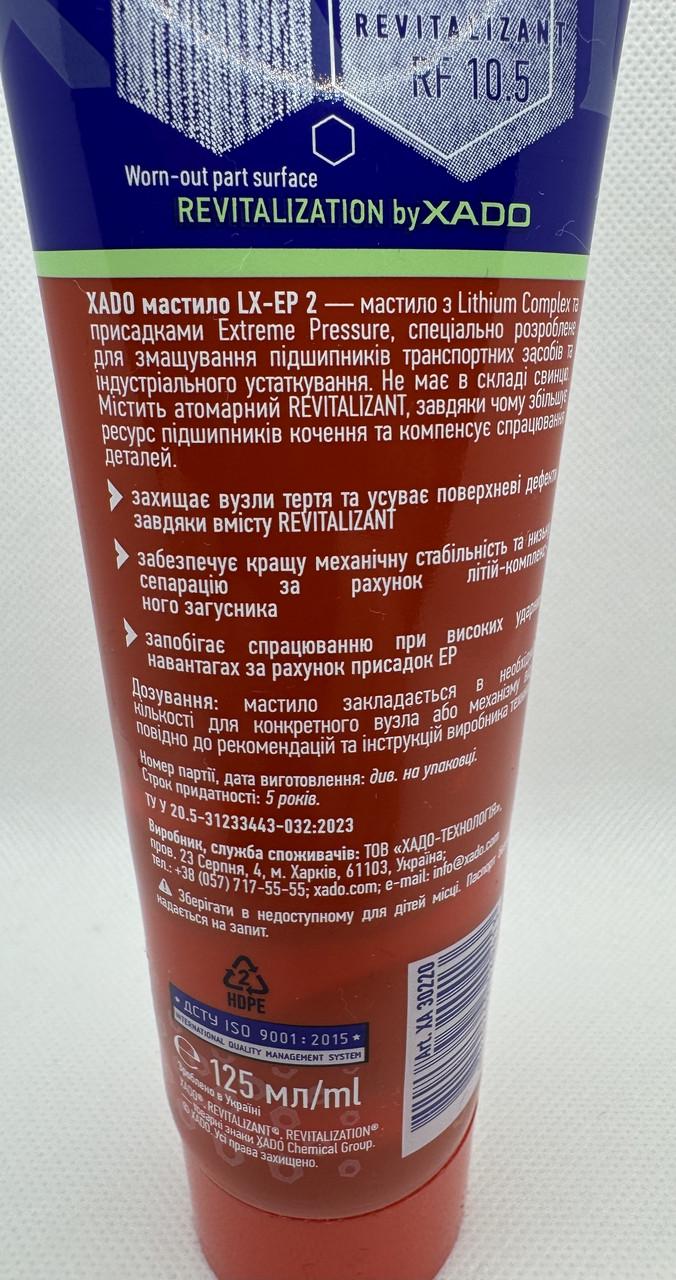 REVITALIZANT
RF 10.5
Worn-out part surface
REVITALIZATION by XADO
ХАДО мастило LX-EP 2 — мастило з Lithium Complex та
присадками Extreme Pressure, спеціально розроблене
для змащування підшипників транспортних засобів та
індустріального устаткування. Не має в складі свинцю.
Містить атомарний REVITALIZANT, завдяки чому збільшує
ресурс підшипників кочення та компенсує спрацювання
деталей.
захищає вузли тертя та усуває поверхневі дефекти
завдяки вмісту REVITALIZANT
забезпечує кращу механічну стабільність та
сепарацію за рахунок літій-комплекс-
ного загусника
запобігає спрацюванню при високих
навантагах за рахунок присадок EP
Дозування: мастило закладається в
кількості для конкретного вузла або механізму
повідно до рекомендацій та інструкцій виробника
Номер партії, дата виготовлення: див. на упаковці.
Строк придатності: 5 років.
ТУ У 20.5-31233443-032:2023
Виробник, служба споживачів: ТОВ «ХАДО-ТЕХНОЛОГІЯ»,
пров. 23 Серпня, 4, м. Харків, 61103, Україна;
тел.: +38 (057) 717-55-55; xado.com; e-mail: info@xado.com
Зберігати в недоступному для дітей місці. Паспорт
надається на запит.
2
HDPE
ДСТУ ISO 9001:2015
INTERNATIONAL QUALITY MANAGEMENT SYSTEM
Art. XA 30220
℮ 125 мл/ml
Зроблено в Україні
XADO®, REVITALIZANT®, REVITALIZATION®
товарні знаки XADO Chemical Group.
© XADO. Усі права захищено.